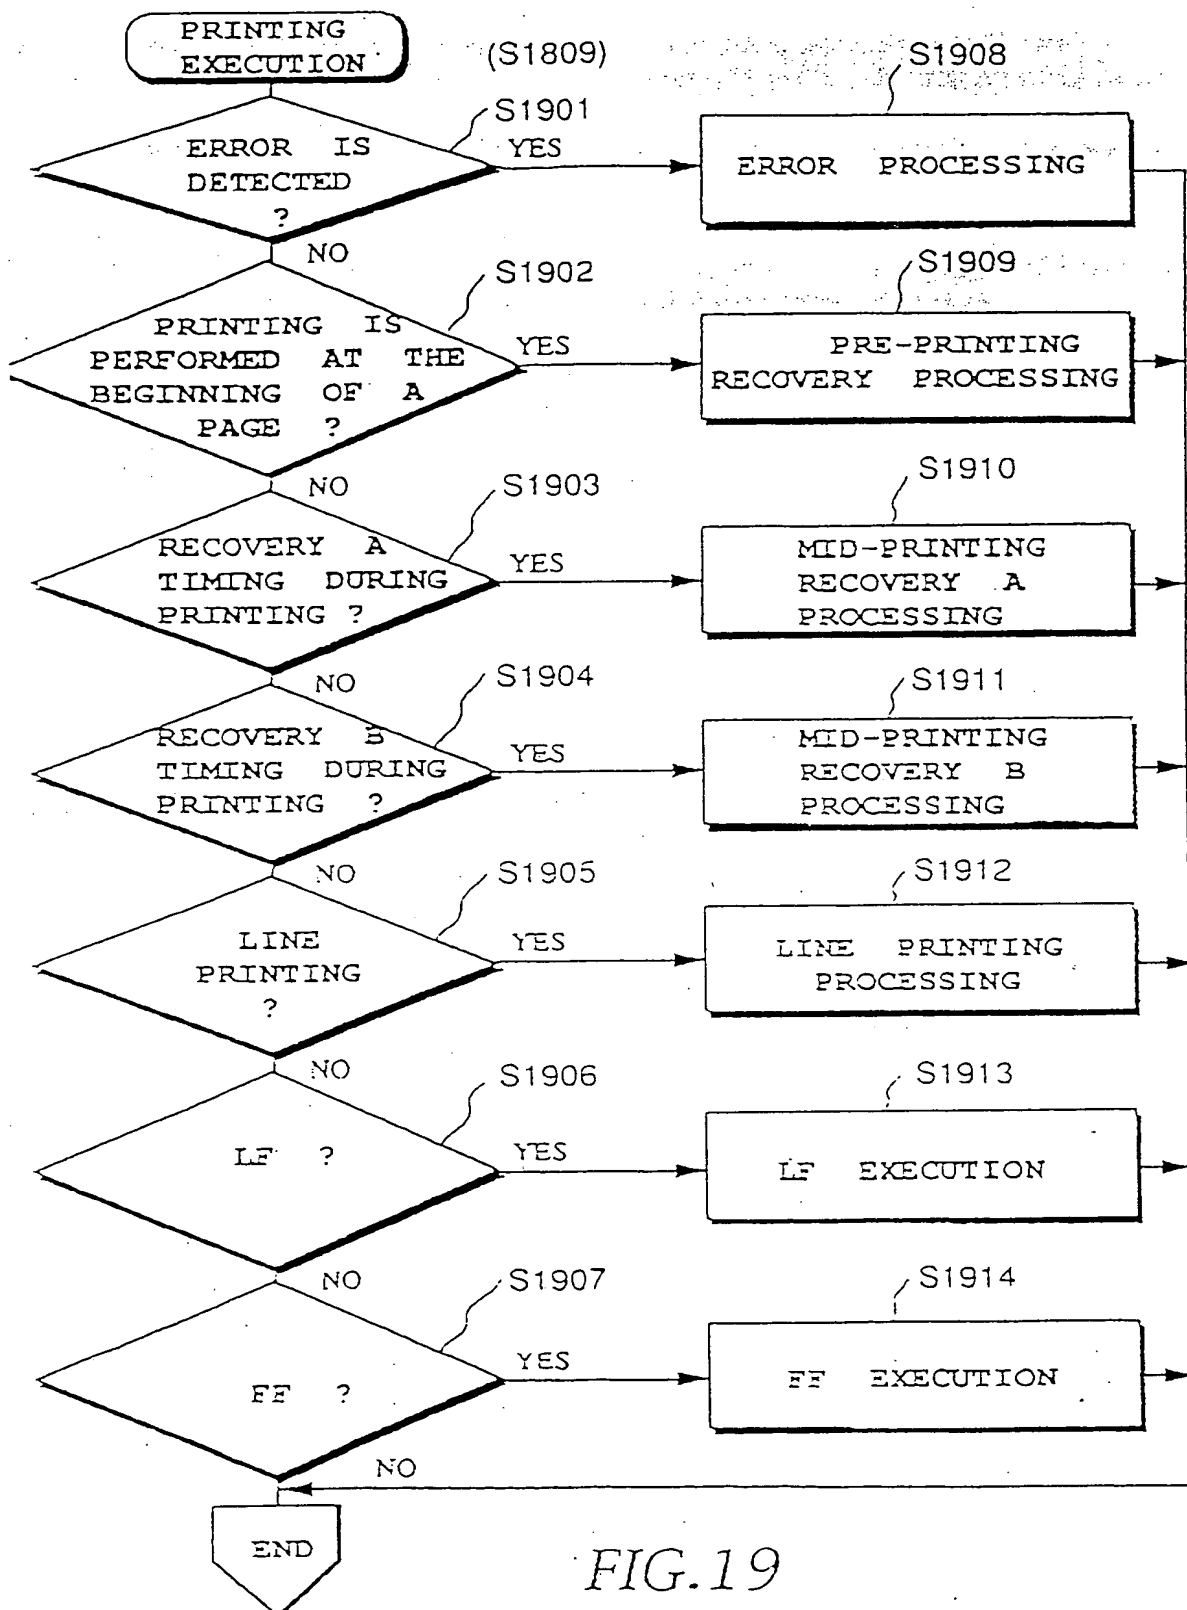 PRINTING
EXECUTION
(S1809)
S1901
ERROR IS
DETECTED
?
YES
S1908
ERROR PROCESSING
NO
S1902
PRINTING IS
PERFORMED AT THE
BEGINNING OF A
PAGE ?
YES
S1909
PRE-PRINTING
RECOVERY PROCESSING
NO
S1903
RECOVERY A
TIMING DURING
PRINTING ?
YES
S1910
MID-PRINTING
RECOVERY A
PROCESSING
NO
S1904
RECOVERY B
TIMING DURING
PRINTING ?
YES
S1911
MID-PRINTING
RECOVERY B
PROCESSING
NO
S1905
LINE
PRINTING
?
YES
S1912
LINE PRINTING
PROCESSING
NO
S1906
LF ?
YES
S1913
LF EXECUTION
NO
S1907
FF ?
YES
S1914
FF EXECUTION
NO
END
FIG.19